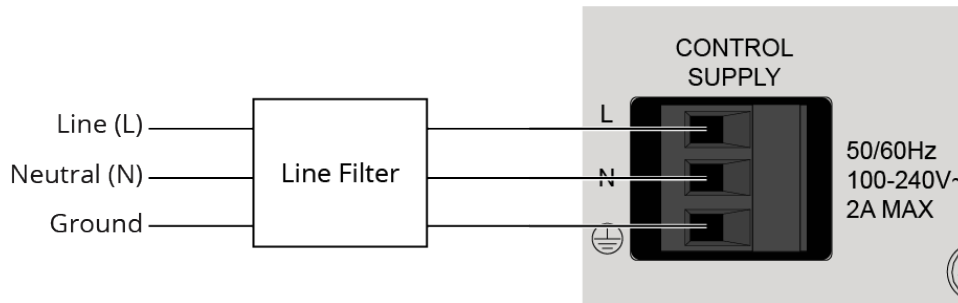 Line (L)
Neutral (N)
Ground
Line Filter
CONTROL
SUPPLY
L
N
50/60Hz
100-240V~
2A MAX